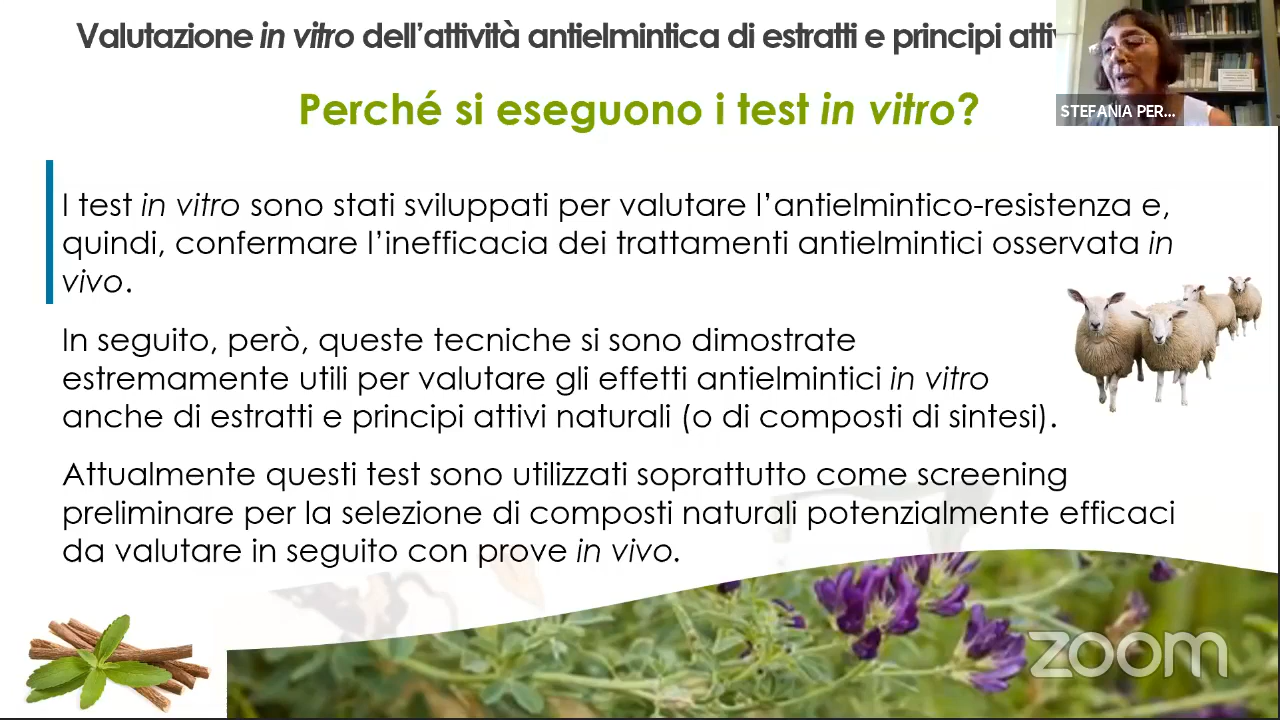 Valutazione in vitro dell’attività antielmintica di estratti e principi
STEFANIA PER...
Perché si eseguono i test in vitro?
I test in vitro sono stati sviluppati per valutare l’antielmintico-resistenza e,
quindi, confermare l’inefficacia dei trattamenti antielmintici osservata in
vivo.
In seguito, però, queste tecniche si sono dimostrate
estremamente utili per valutare gli effetti antielmintici in vitro
anche di estratti e principi attivi naturali (o di composti di sintesi).
Attualmente questi test sono utilizzati soprattutto come screening
preliminare per la selezione di composti naturali potenzialmente efficaci
da valutare in seguito con prove in vivo.
zoom